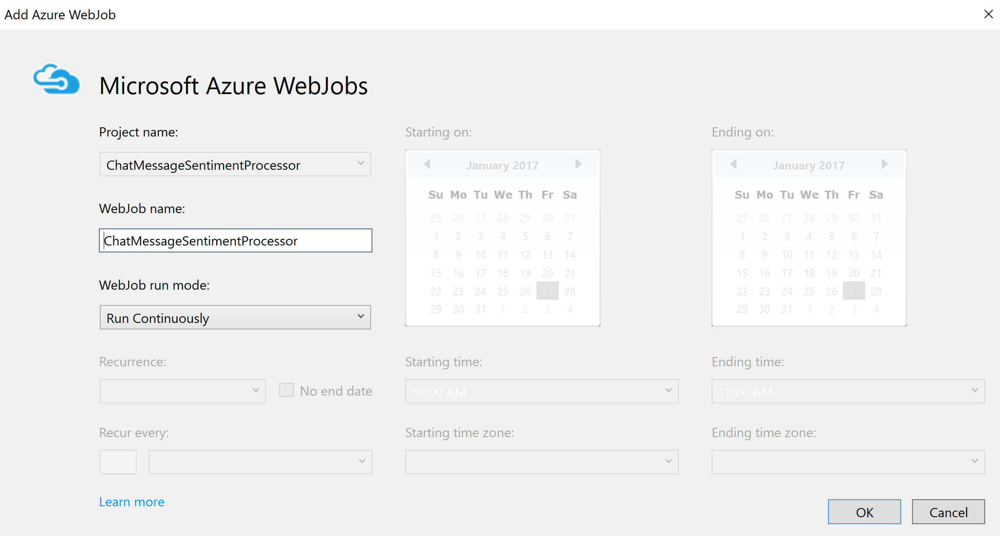 Add Azure WebJob
Microsoft Azure WebJobs
Project name:
ChatMessageSentimentProcessor
WebJob name:
ChatMessageSentimentProcessor
WebJob run mode:
Run Continuously
Recurrence:
No end date
Recur every:
Learn more
Starting on:
January 2017
Su Mo Tu We Th Fr Sa
25 26 27 28 29 30 31
1 2 3 4 5 6 7
8 9 10 11 12 13 14
15 16 17 18 19 20 21
22 23 24 25 26 27 28
29 30 31 1 2 3 4
Starting time:
12:00 AM
Starting time zone:
Ending on:
January 2017
Su Mo Tu We Th Fr Sa
25 26 27 28 29 30 31
1 2 3 4 5 6 7
8 9 10 11 12 13 14
15 16 17 18 19 20 21
22 23 24 25 26 27 28
29 30 31 1 2 3 4
Ending time:
12:00 AM
Ending time zone:
OK
Cancel